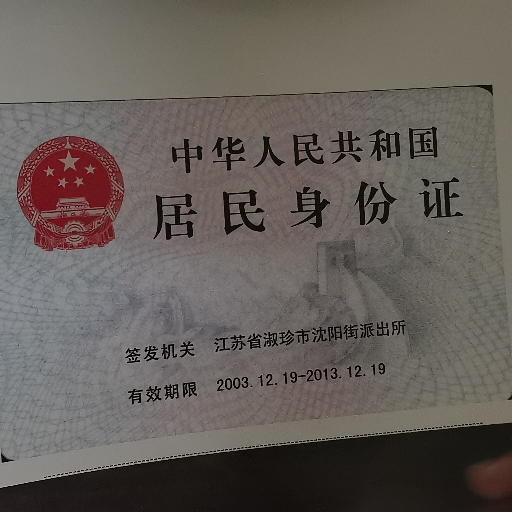 中华人民共和国
居民身份证
签发机关 江苏省淑珍市沈阳街派出所
有效期限 2003.12.19-2013.12.19